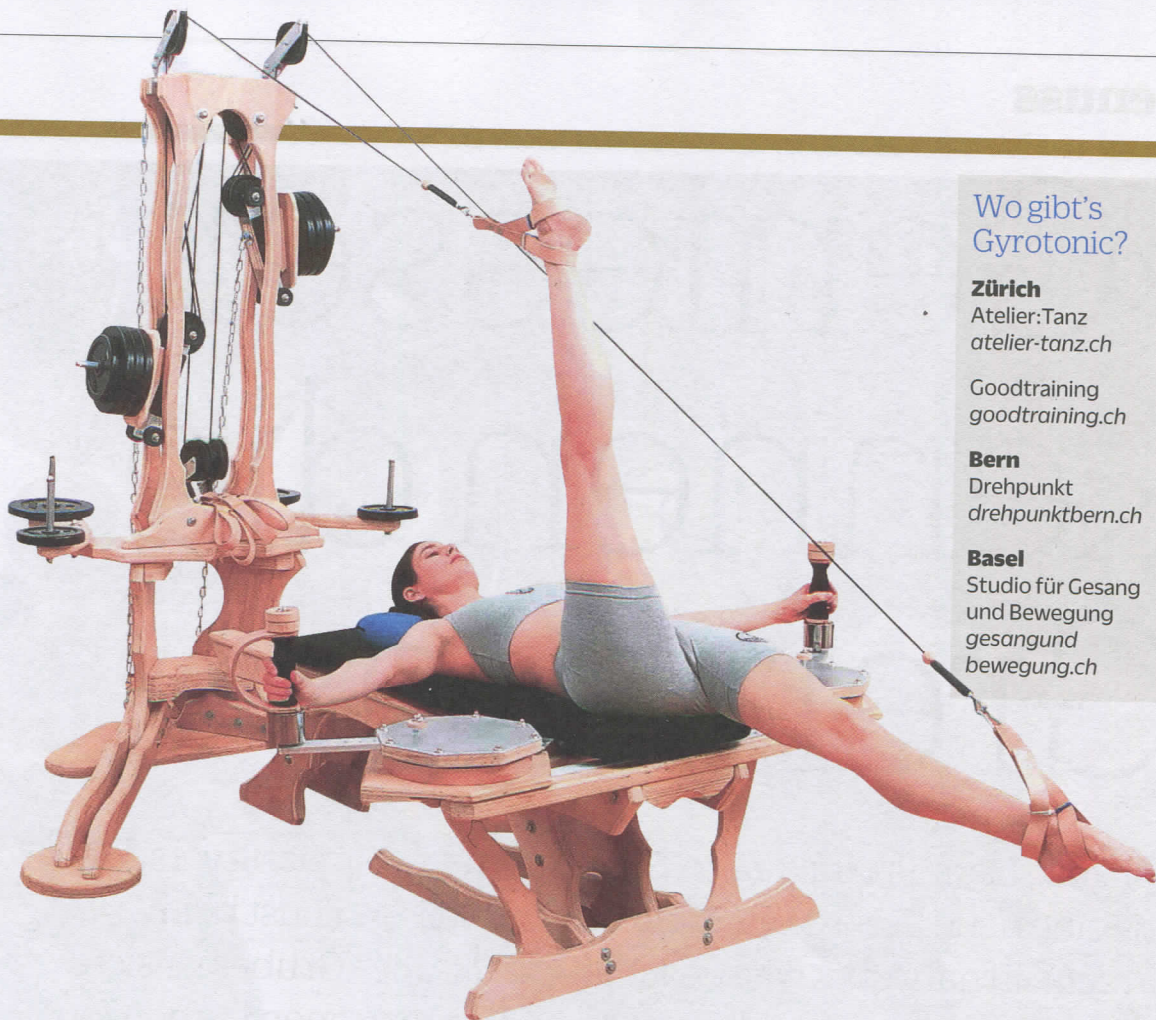 Wo gibt's
Gyrotonic?
Zürich
Atelier:Tanz
atelier-tanz.ch
Goodtraining
goodtraining.ch
Bern
Drehpunkt
drehpunktbern.ch
Basel
Studio für Gesang
und Bewegung
gesangund
bewegung.ch